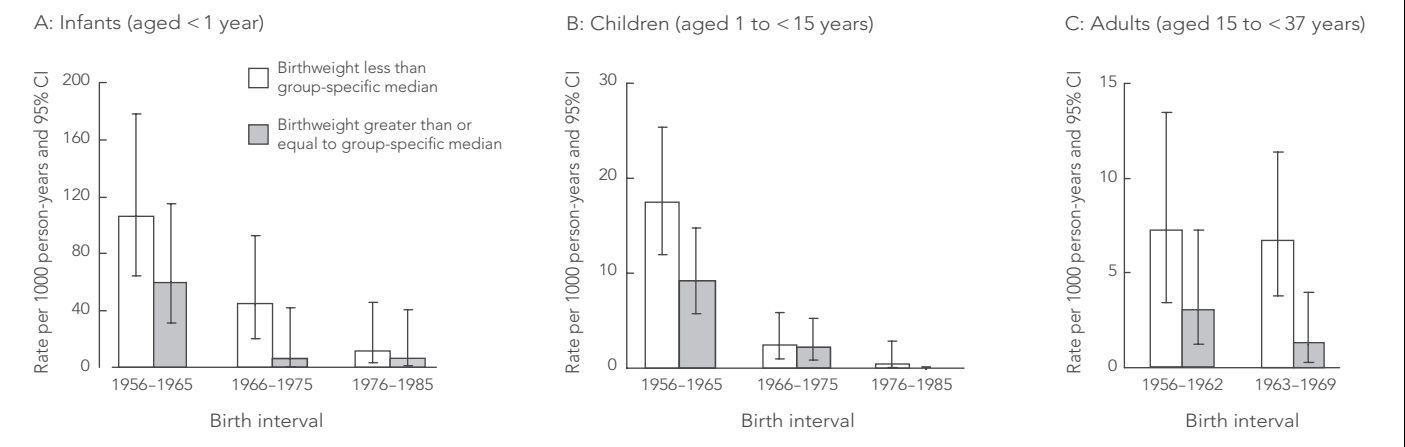 A: Infants (aged <1 year)
Rate per 1000 person-years and 95% CI
200
160
120
80
40
0
Birthweight less than
group-specific median
Birthweight greater than or
equal to group-specific median
1956–1965
1966–1975
1976–1985
Birth interval
B: Children (aged 1 to <15 years)
Rate per 1000 person-years and 95% CI
30
20
10
0
1956–1965
1966–1975
1976–1985
Birth interval
C: Adults (aged 15 to <37 years)
Rate per 1000 person-years and 95% CI
15
10
5
0
1956–1962
1963–1969
Birth interval